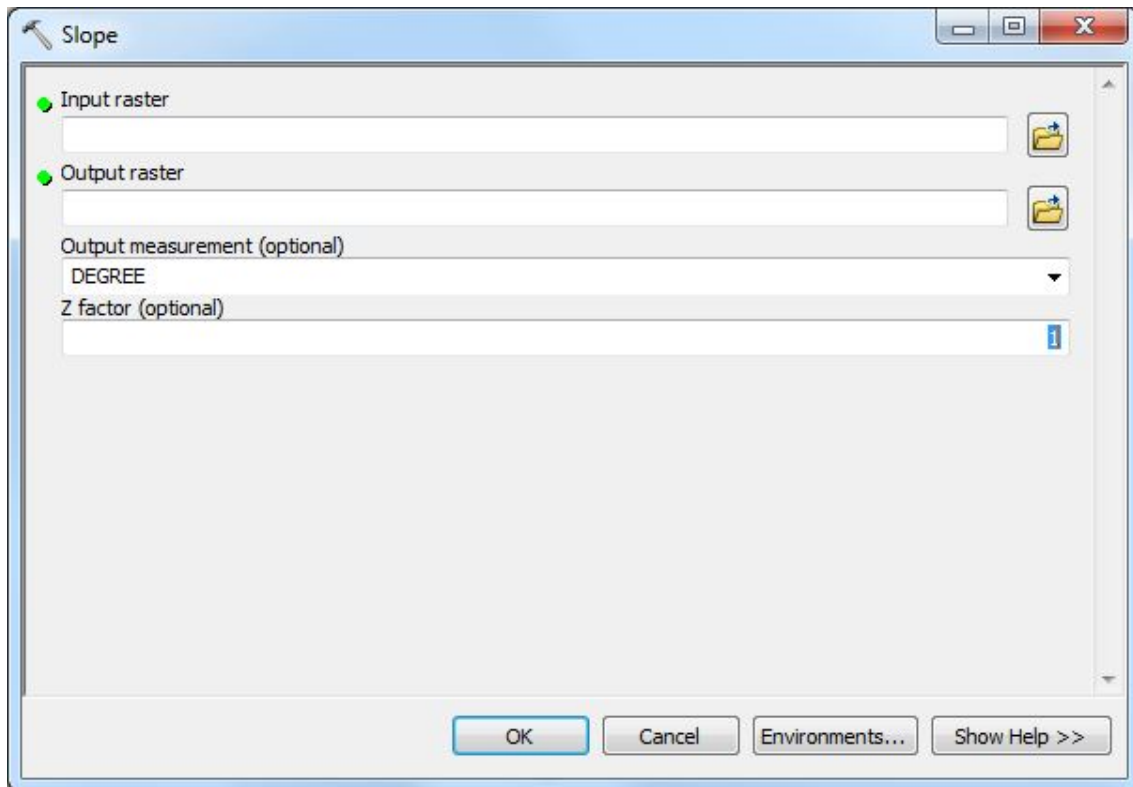 Slope
Input raster
Output raster
Output measurement (optional)
DEGREE
Z factor (optional)
1
OK Cancel Environments... Show Help >>